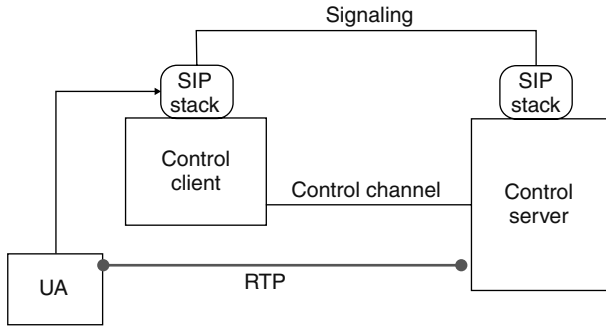 Signaling
SIP
stack
SIP
stack
Control
client
Control channel
Control
server
UA
RTP